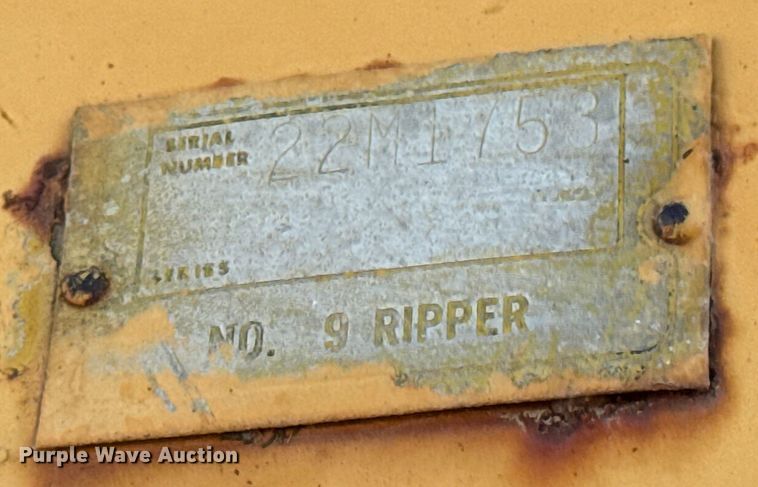 SERIAL
NUMBER
22M1753
SERIES
NO. 9 RIPPER
Purple Wave Auction